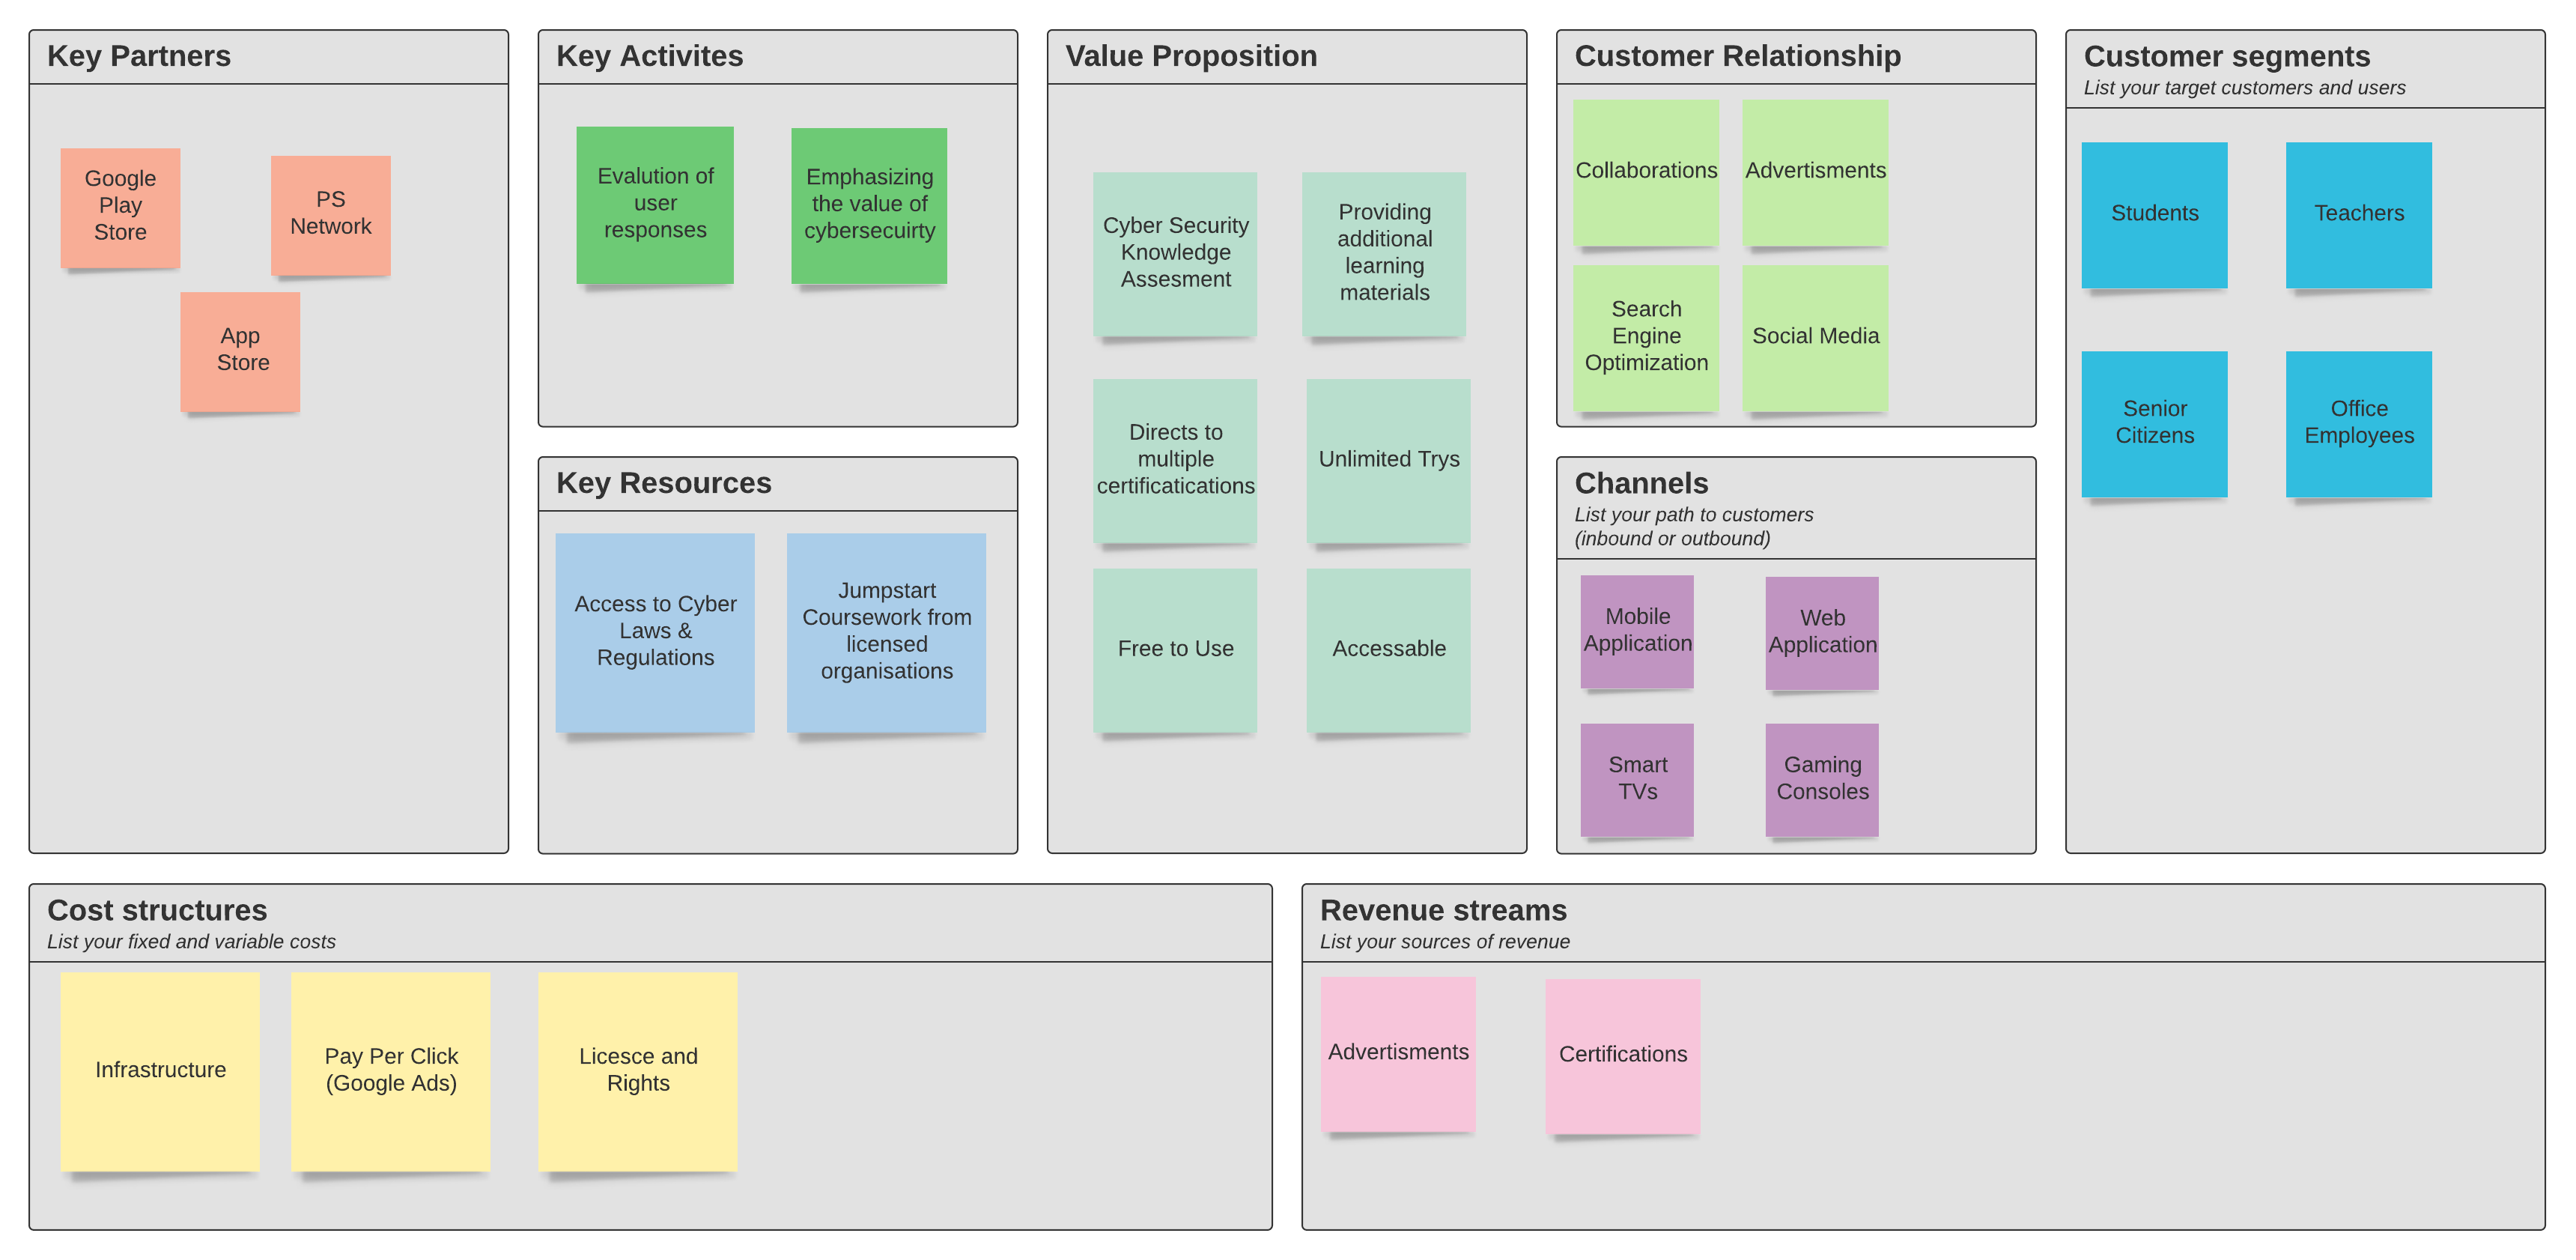 Key Partners
Google
Play
Store
PS
Network
App
Store
Key Activites
Evalution of
user
responses
Emphasizing
the value of
cybersecuirty
Key Resources
Access to Cyber
Laws &
Regulations
Jumpstart
Coursework from
licensed
organisations
Value Proposition
Cyber Security
Knowledge
Assesment
Providing
additional
learning
materials
Directs to
multiple
certificatications
Unlimited Trys
Free to Use
Accessable
Customer Relationship
Collaborations
Advertisments
Search
Engine
Optimization
Social Media
Channels
List your path to customers
(inbound or outbound)
Mobile
Application
Web
Application
Smart
TVs
Gaming
Consoles
Customer segments
List your target customers and users
Students
Teachers
Senior
Citizens
Office
Employees
Cost structures
List your fixed and variable costs
Infrastructure
Pay Per Click
(Google Ads)
Licesce and
Rights
Revenue streams
List your sources of revenue
Advertisments
Certifications